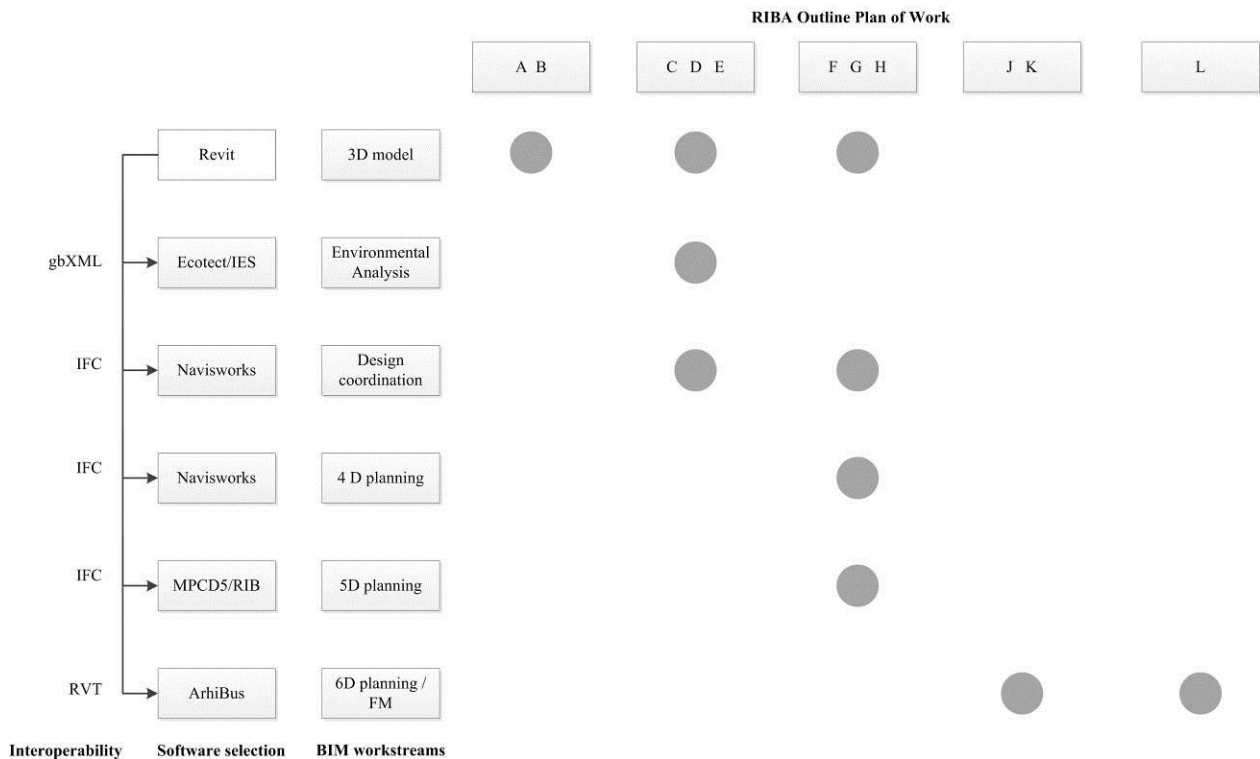 RIBA Outline Plan of Work
A B
C D E
F G H
J K
L
Revit
3D model
gbXML
Ecotect/IES
Environmental
Analysis
IFC
Navisworks
Design
coordination
IFC
Navisworks
4 D planning
IFC
MPCD5/RIB
5D planning
RVT
ArhiBus
6D planning /
FM
Interoperability
Software selection
BIM workstreams